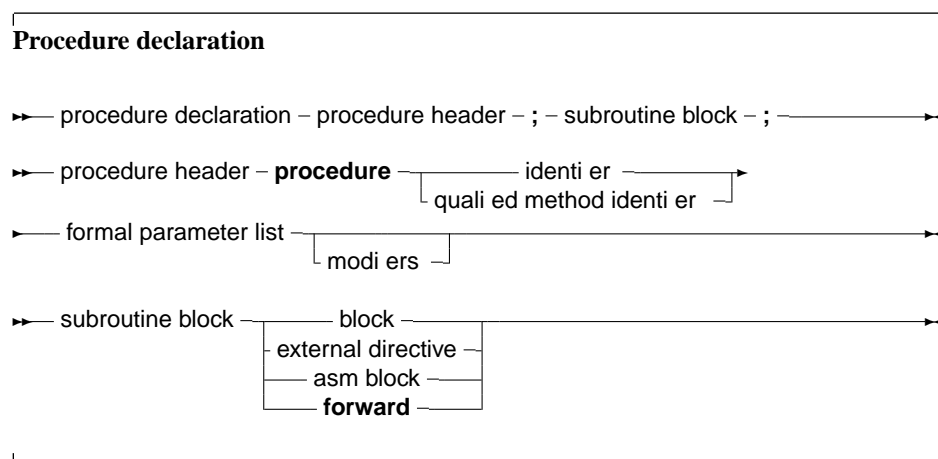 Procedure declaration
procedure declaration procedure header ; subroutine block ;
procedure header procedure identi er
quali ed method identi er
formal parameter list
modi ers
subroutine block block
external directive
asm block
forward